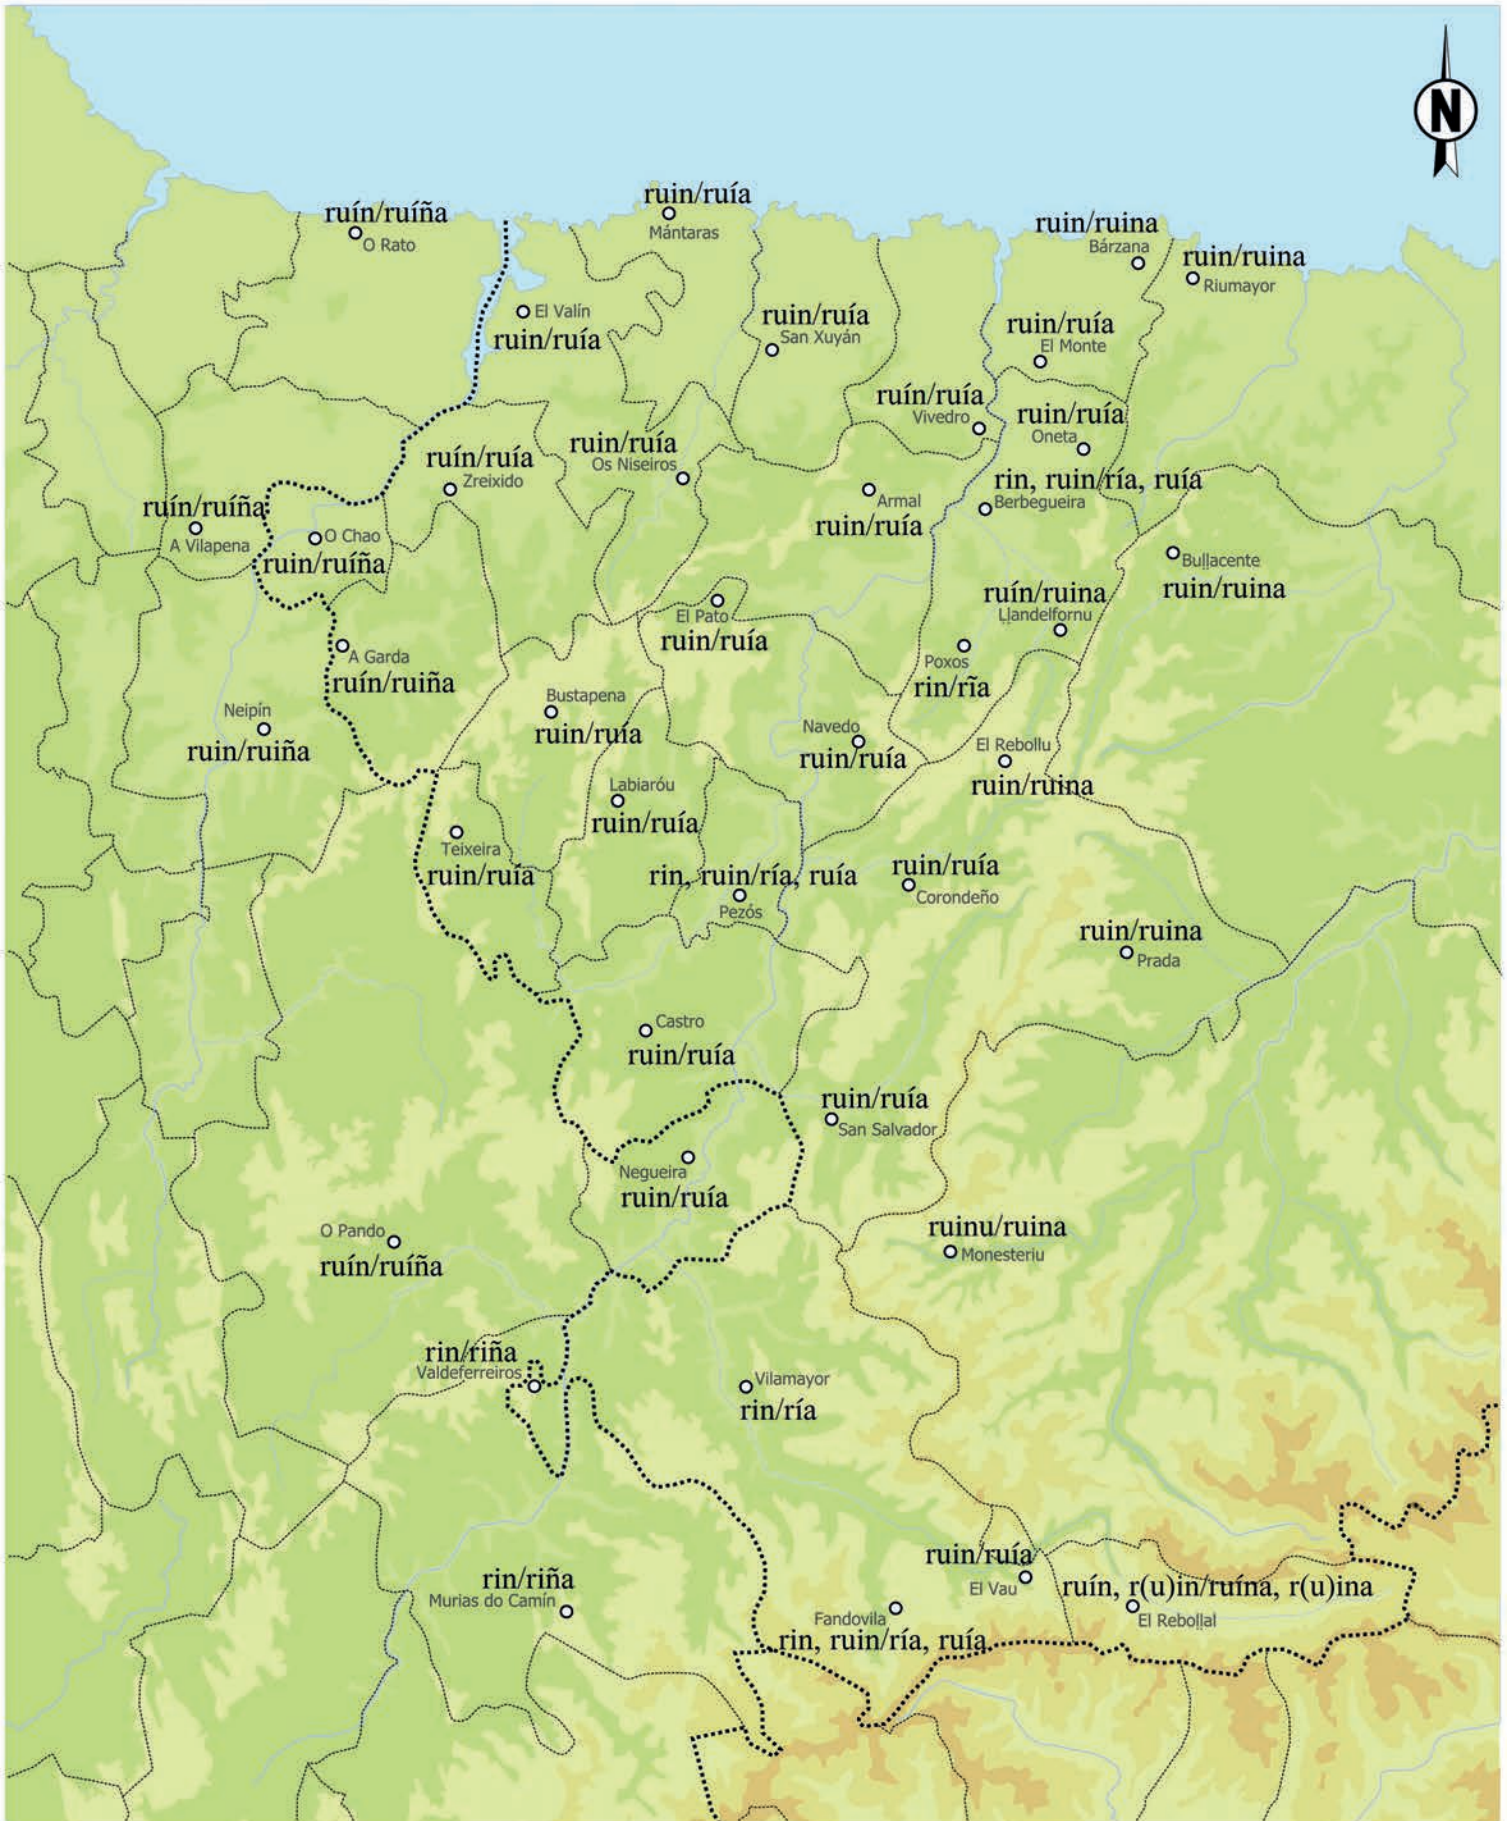 N
ruin/ruía
Mántaras
ruín/ruíña
O Rato
ruin/ruina
Bárzana
ruin/ruina
Riumayor
El Valín
ruin/ruía
ruin/ruía
San Xuyán
ruin/ruía
El Monte
ruín/ruía
Vivedro
ruin/ruía
Oneta
ruin/ruía
Os Niseiros
ruín/ruía
Zreixido
rin, ruin/ría, ruía
Berbegueira
Armal
ruin/ruía
ruín/ruíña
A Vilapena
O Chao
ruin/ruíña
Buḷḷacente
ruin/ruina
ruín/ruina
Ḷḷandelfornu
El Pato
ruin/ruía
A Garda
ruín/ruiña
Poxos
rin/rĩa
Bustapena
ruin/ruía
Neipín
ruin/ruiña
Navedo
ruin/ruía
El Rebollu
ruin/ruina
Labiaróu
ruin/ruía
Teixeira
ruin/ruía
rin, ruin/ría, ruía
Pezós
ruin/ruía
Corondeño
ruin/ruina
Prada
Castro
ruin/ruía
ruin/ruía
San Salvador
Negueira
ruin/ruía
O Pando
ruín/ruíña
ruinu/ruina
Monesteriu
rin/riña
Valdeferreiros
Vilamayor
rin/ría
ruin/ruía
El Vau
rin/riña
Murias do Camín
ruín, r(u)in/ruína, r(u)ina
El Reboḷḷal
Fandovila
rin, ruin/ría, ruía